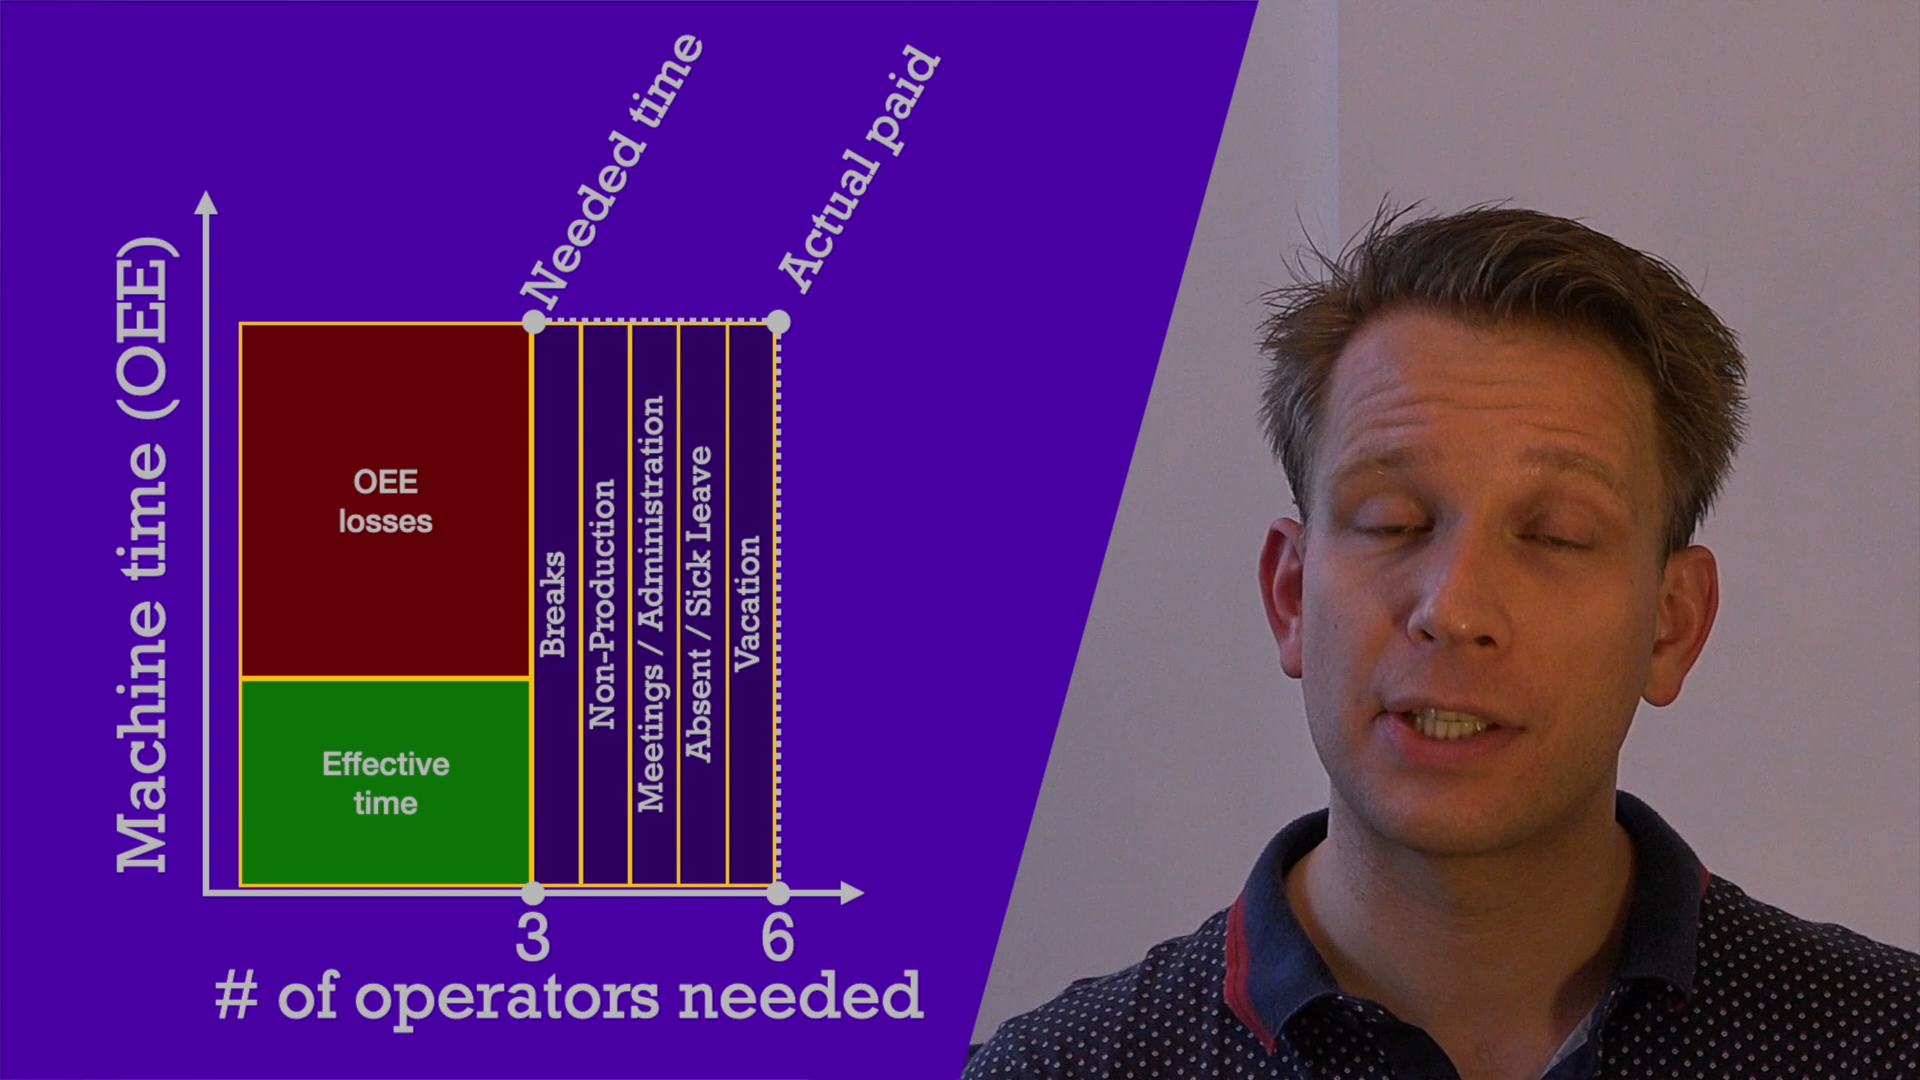 Needed time
Actual paid
Machine time (OEE)
OEE
losses
Effective
time
Breaks
Non-Production
Meetings / Administration
Absent / Sick Leave
Vacation
3
6
# of operators needed